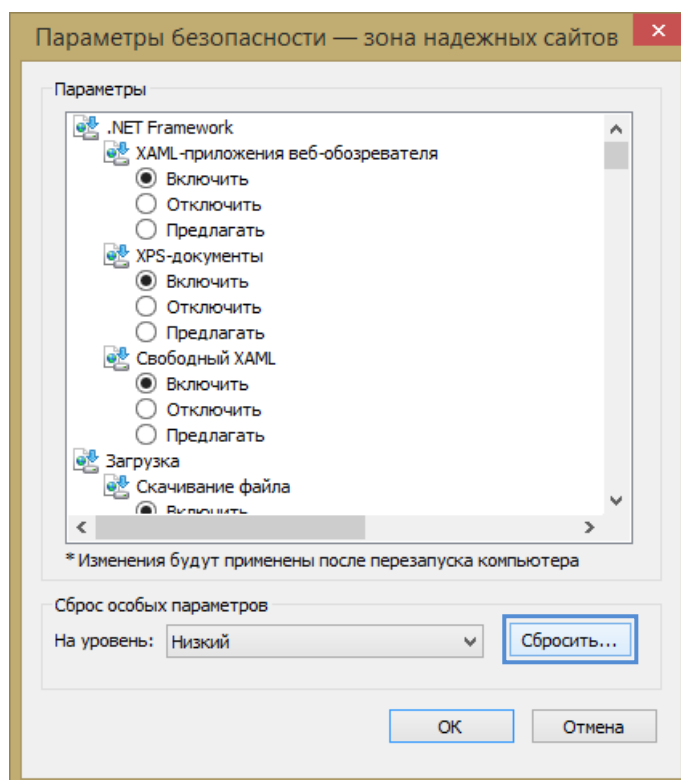 Параметры безопасности — зона надежных сайтов
Параметры
.NET Framework
XAML-приложения веб-обозревателя
Включить
Отключить
Предлагать
XPS-документы
Включить
Отключить
Предлагать
Свободный XAML
Включить
Отключить
Предлагать
Загрузка
Скачивание файла
Включить
* Изменения будут применены после перезапуска компьютера
Сброс особых параметров
На уровень: Низкий Сбросить...
ОК Отмена